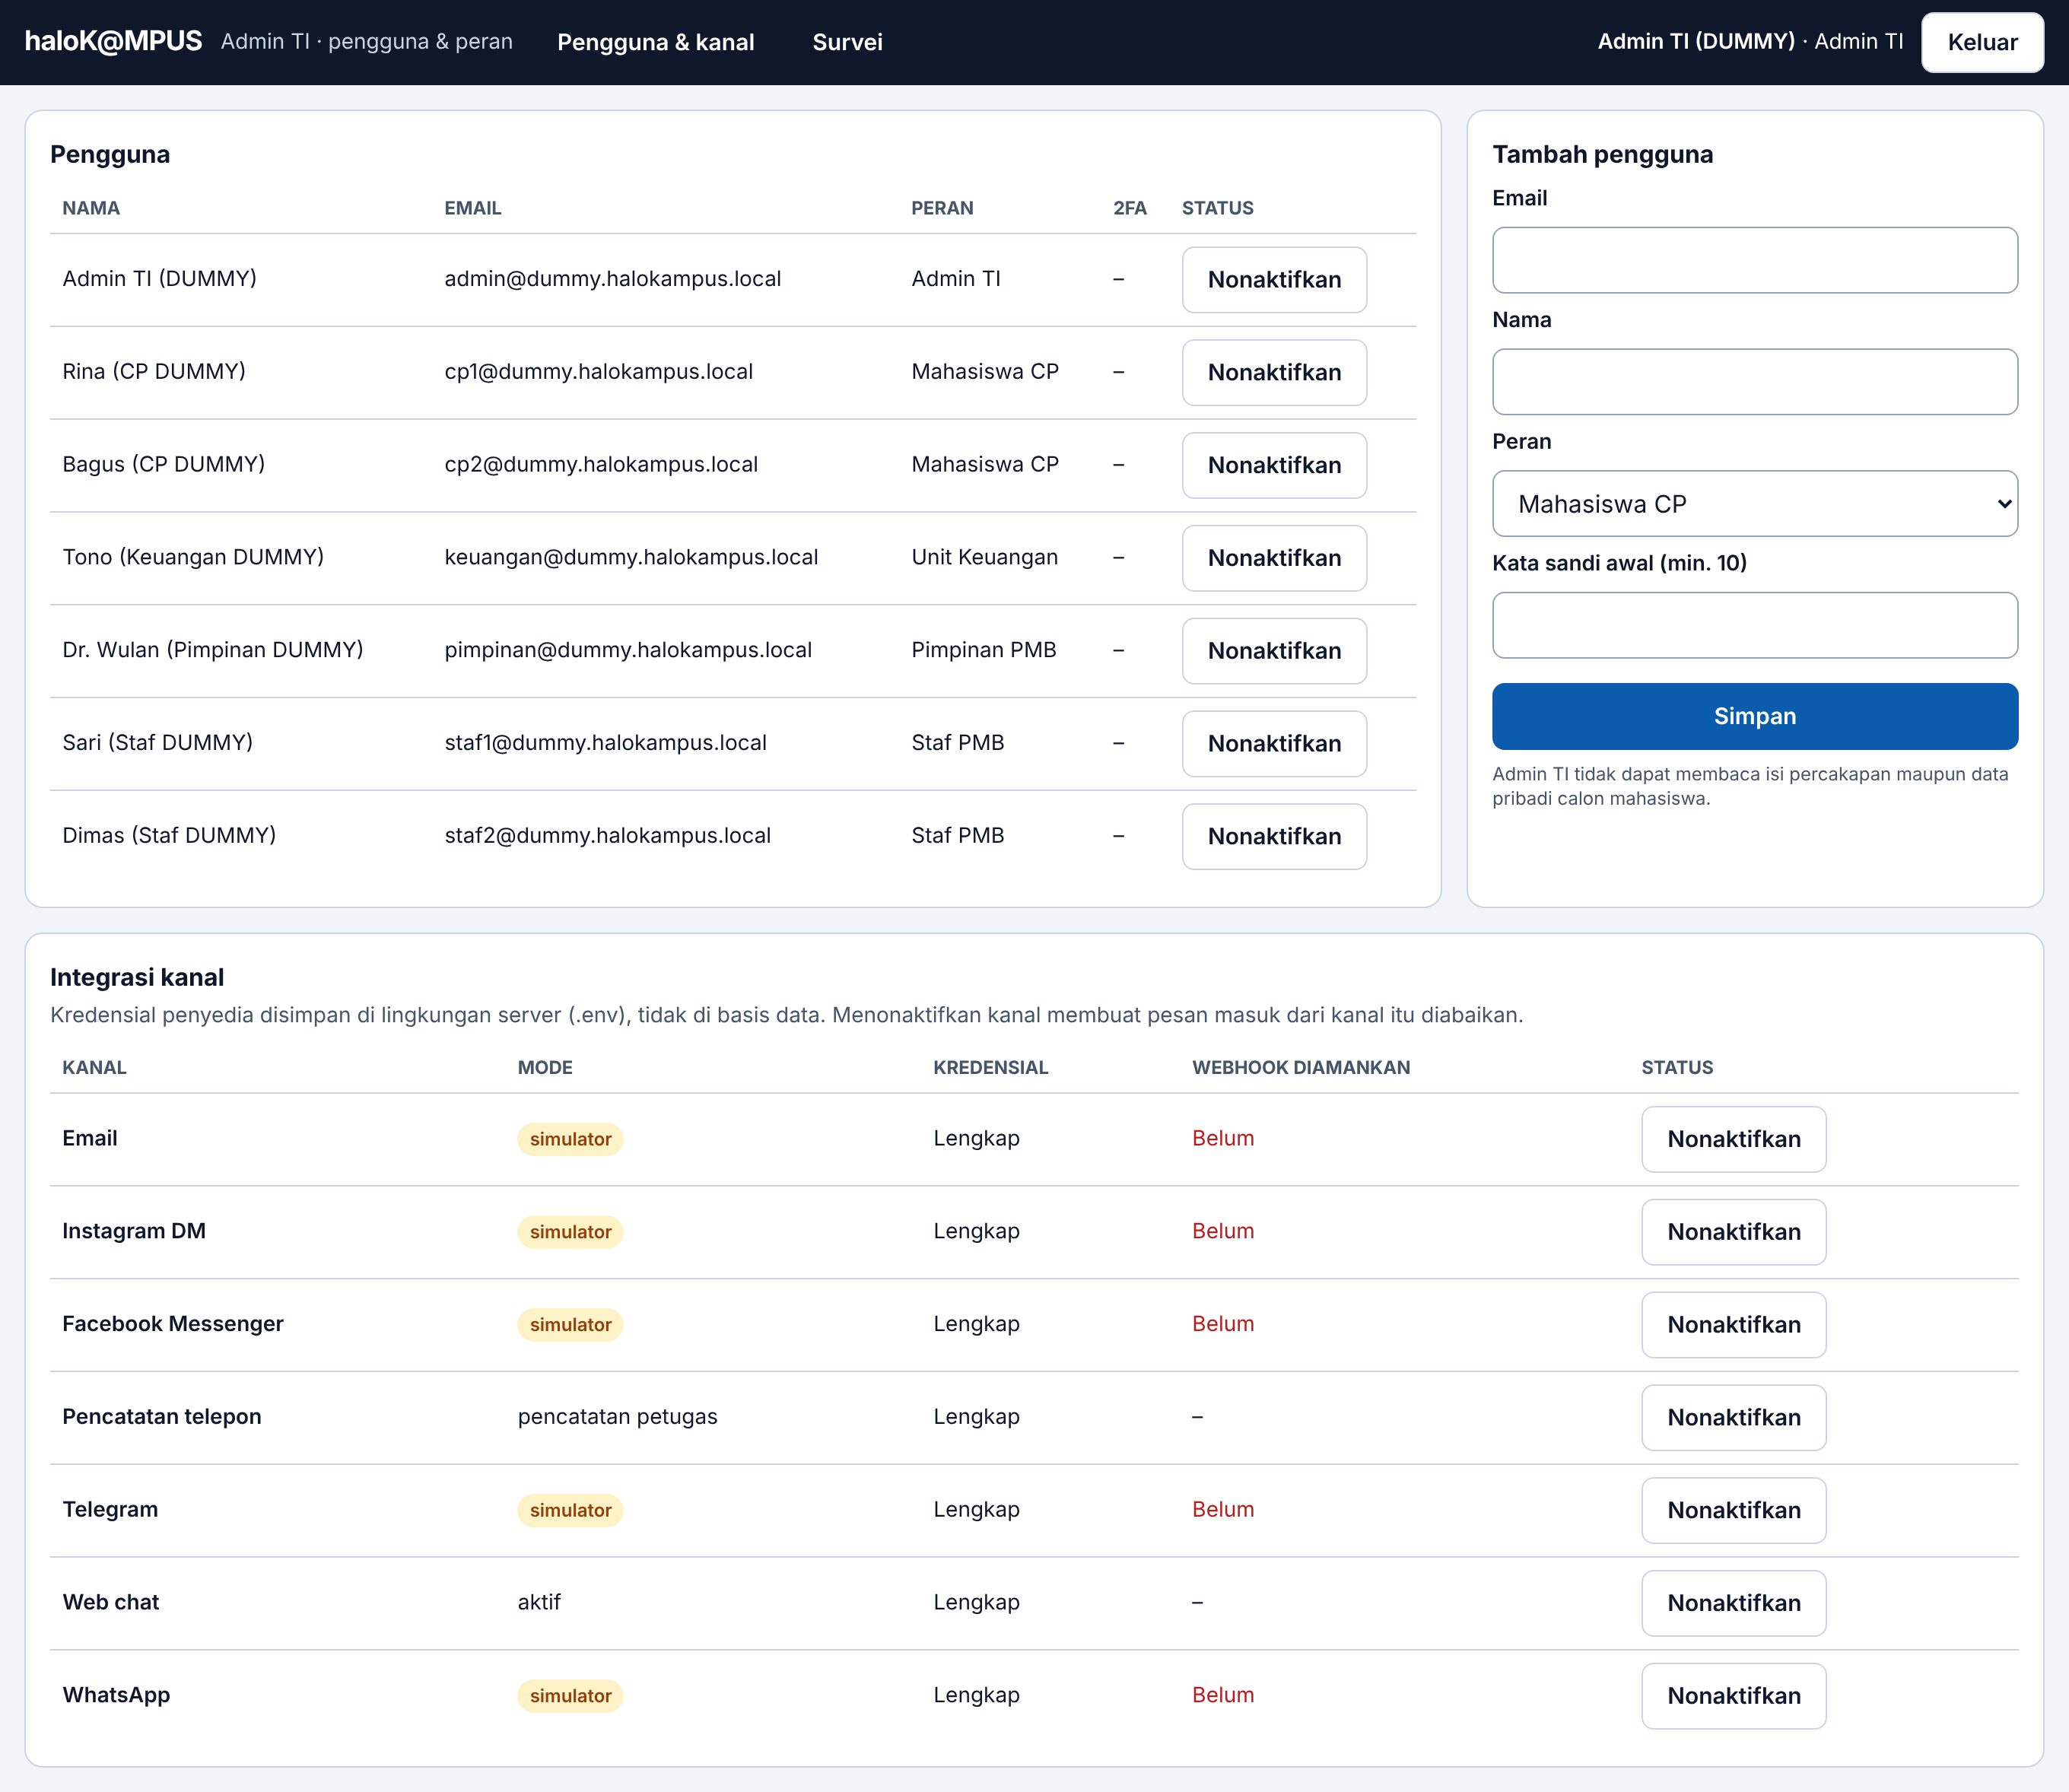 haloK@MPUS Admin TI · pengguna & peran Pengguna & kanal Survei Admin TI (DUMMY) · Admin TI Keluar
Pengguna
NAMA EMAIL PERAN 2FA STATUS
Admin TI (DUMMY) admin@dummy.halokampus.local Admin TI – Nonaktifkan
Rina (CP DUMMY) cp1@dummy.halokampus.local Mahasiswa CP – Nonaktifkan
Bagus (CP DUMMY) cp2@dummy.halokampus.local Mahasiswa CP – Nonaktifkan
Tono (Keuangan DUMMY) keuangan@dummy.halokampus.local Unit Keuangan – Nonaktifkan
Dr. Wulan (Pimpinan DUMMY) pimpinan@dummy.halokampus.local Pimpinan PMB – Nonaktifkan
Sari (Staf DUMMY) staf1@dummy.halokampus.local Staf PMB – Nonaktifkan
Dimas (Staf DUMMY) staf2@dummy.halokampus.local Staf PMB – Nonaktifkan
Tambah pengguna
Email
Nama
Peran
Mahasiswa CP
Kata sandi awal (min. 10)
Simpan
Admin TI tidak dapat membaca isi percakapan maupun data
pribadi calon mahasiswa.
Integrasi kanal
Kredensial penyedia disimpan di lingkungan server (.env), tidak di basis data. Menonaktifkan kanal membuat pesan masuk dari kanal itu diabaikan.
KANAL MODE KREDENSIAL WEBHOOK DIAMANKAN STATUS
Email simulator Lengkap Belum Nonaktifkan
Instagram DM simulator Lengkap Belum Nonaktifkan
Facebook Messenger simulator Lengkap Belum Nonaktifkan
Pencatatan telepon pencatatan petugas Lengkap – Nonaktifkan
Telegram simulator Lengkap Belum Nonaktifkan
Web chat aktif Lengkap – Nonaktifkan
WhatsApp simulator Lengkap Belum Nonaktifkan